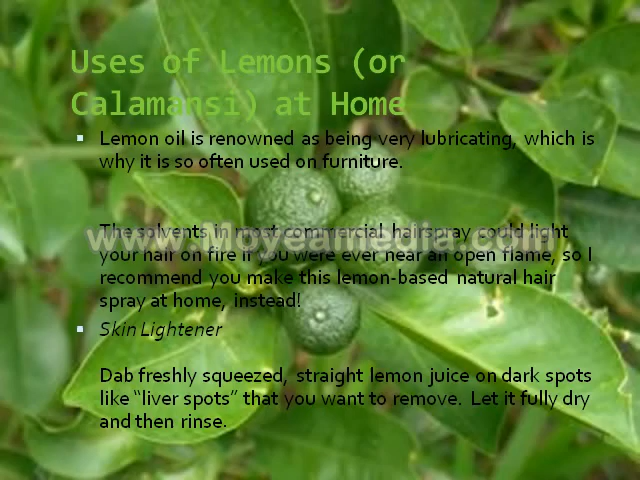 Uses of Lemons (or
Calamansi) at Home
Lemon oil is renowned as being very lubricating, which is
why it is so often used on furniture.
The solvents in most commercial hairspray could light
www.Moyeamedia.com
your hair on fire if you were ever near an open flame, so I
recommend you make this lemon-based natural hair
spray at home, instead!
Skin Lightener
Dab freshly squeezed, straight lemon juice on dark spots
like “liver spots” that you want to remove. Let it fully dry
and then rinse.